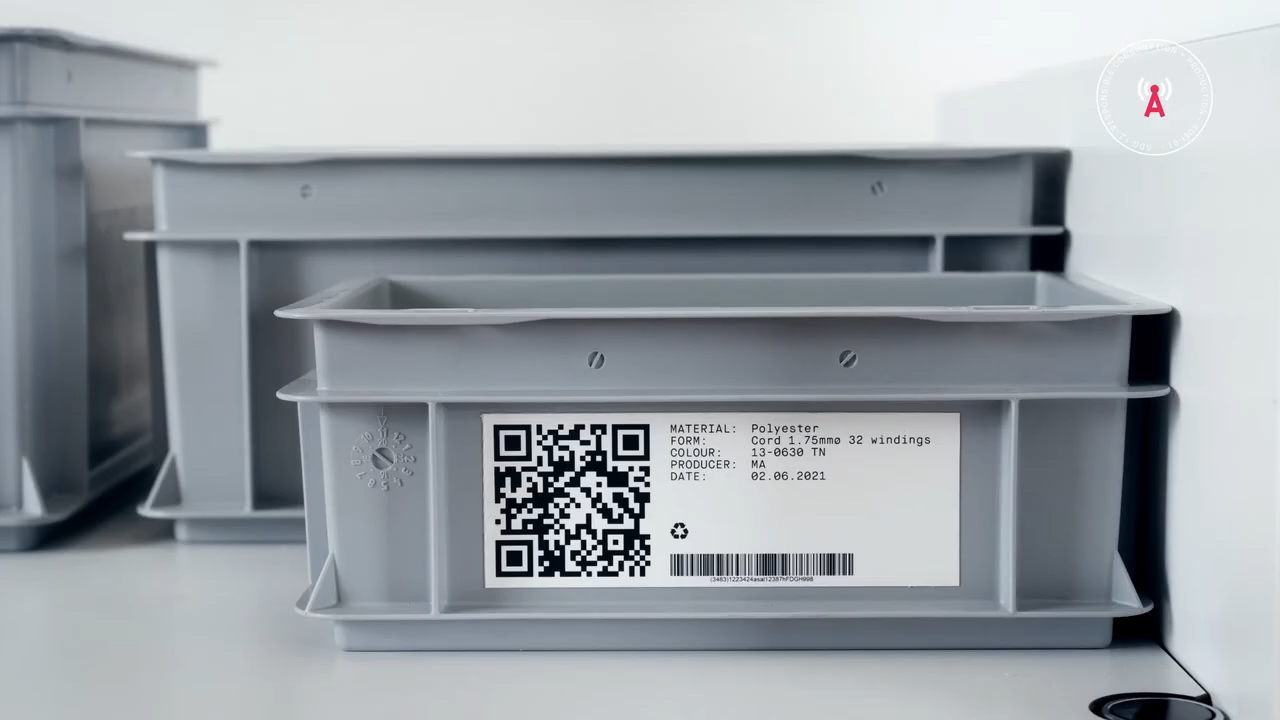 MATERIAL: Polyester
FORM: Cord 1.75mmø 32 windings
COLOUR: 13-0630 TN
PRODUCER: MA
DATE: 02.06.2021